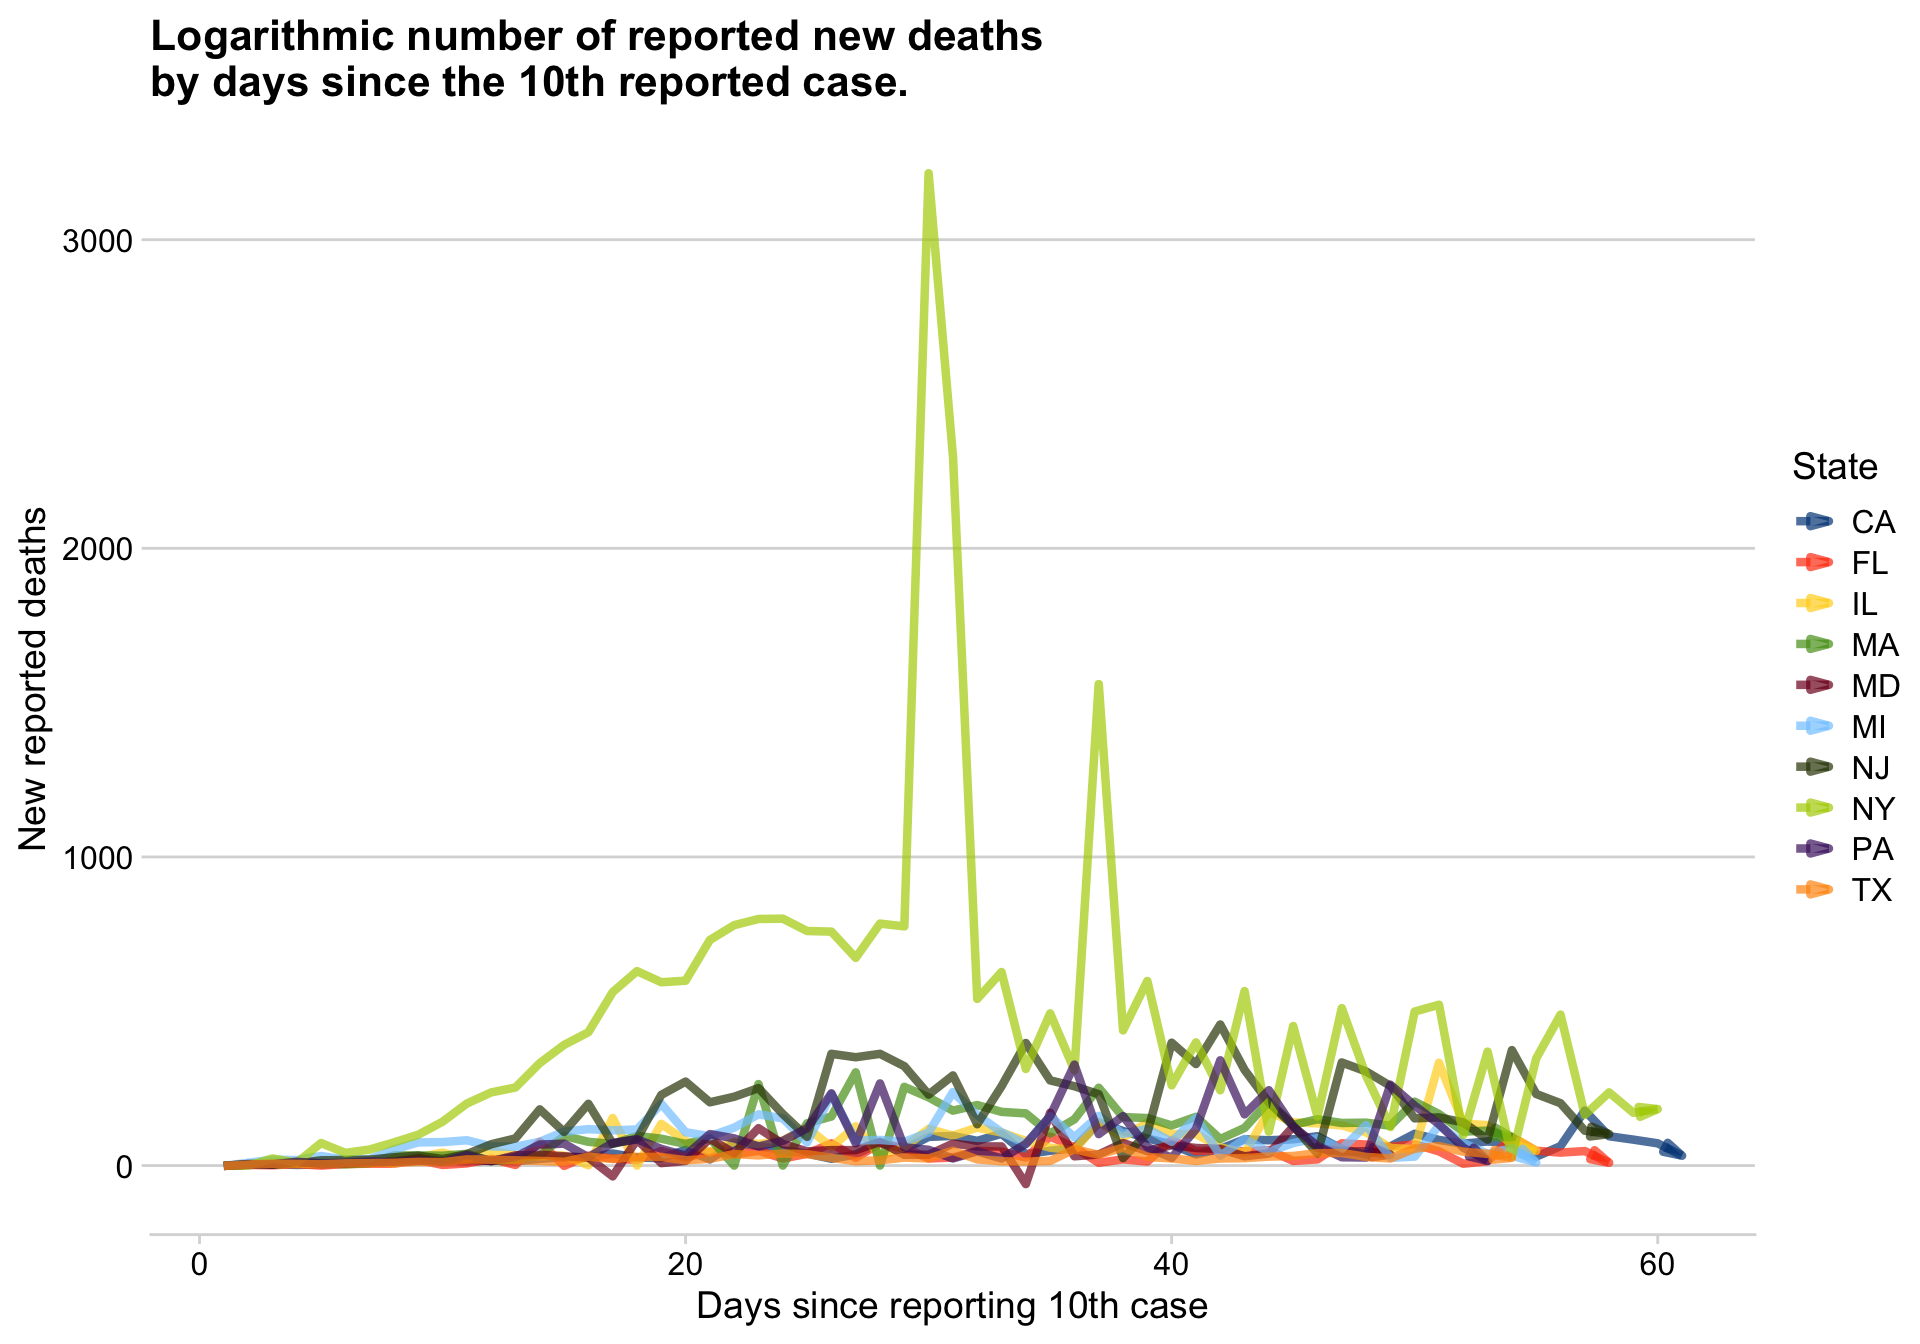 Logarithmic number of reported new deaths
by days since the 10th reported case.
3000
2000
1000
0
New reported deaths
0
20
40
60
Days since reporting 10th case
State
CA
FL
IL
MA
MD
MI
NJ
NY
PA
TX